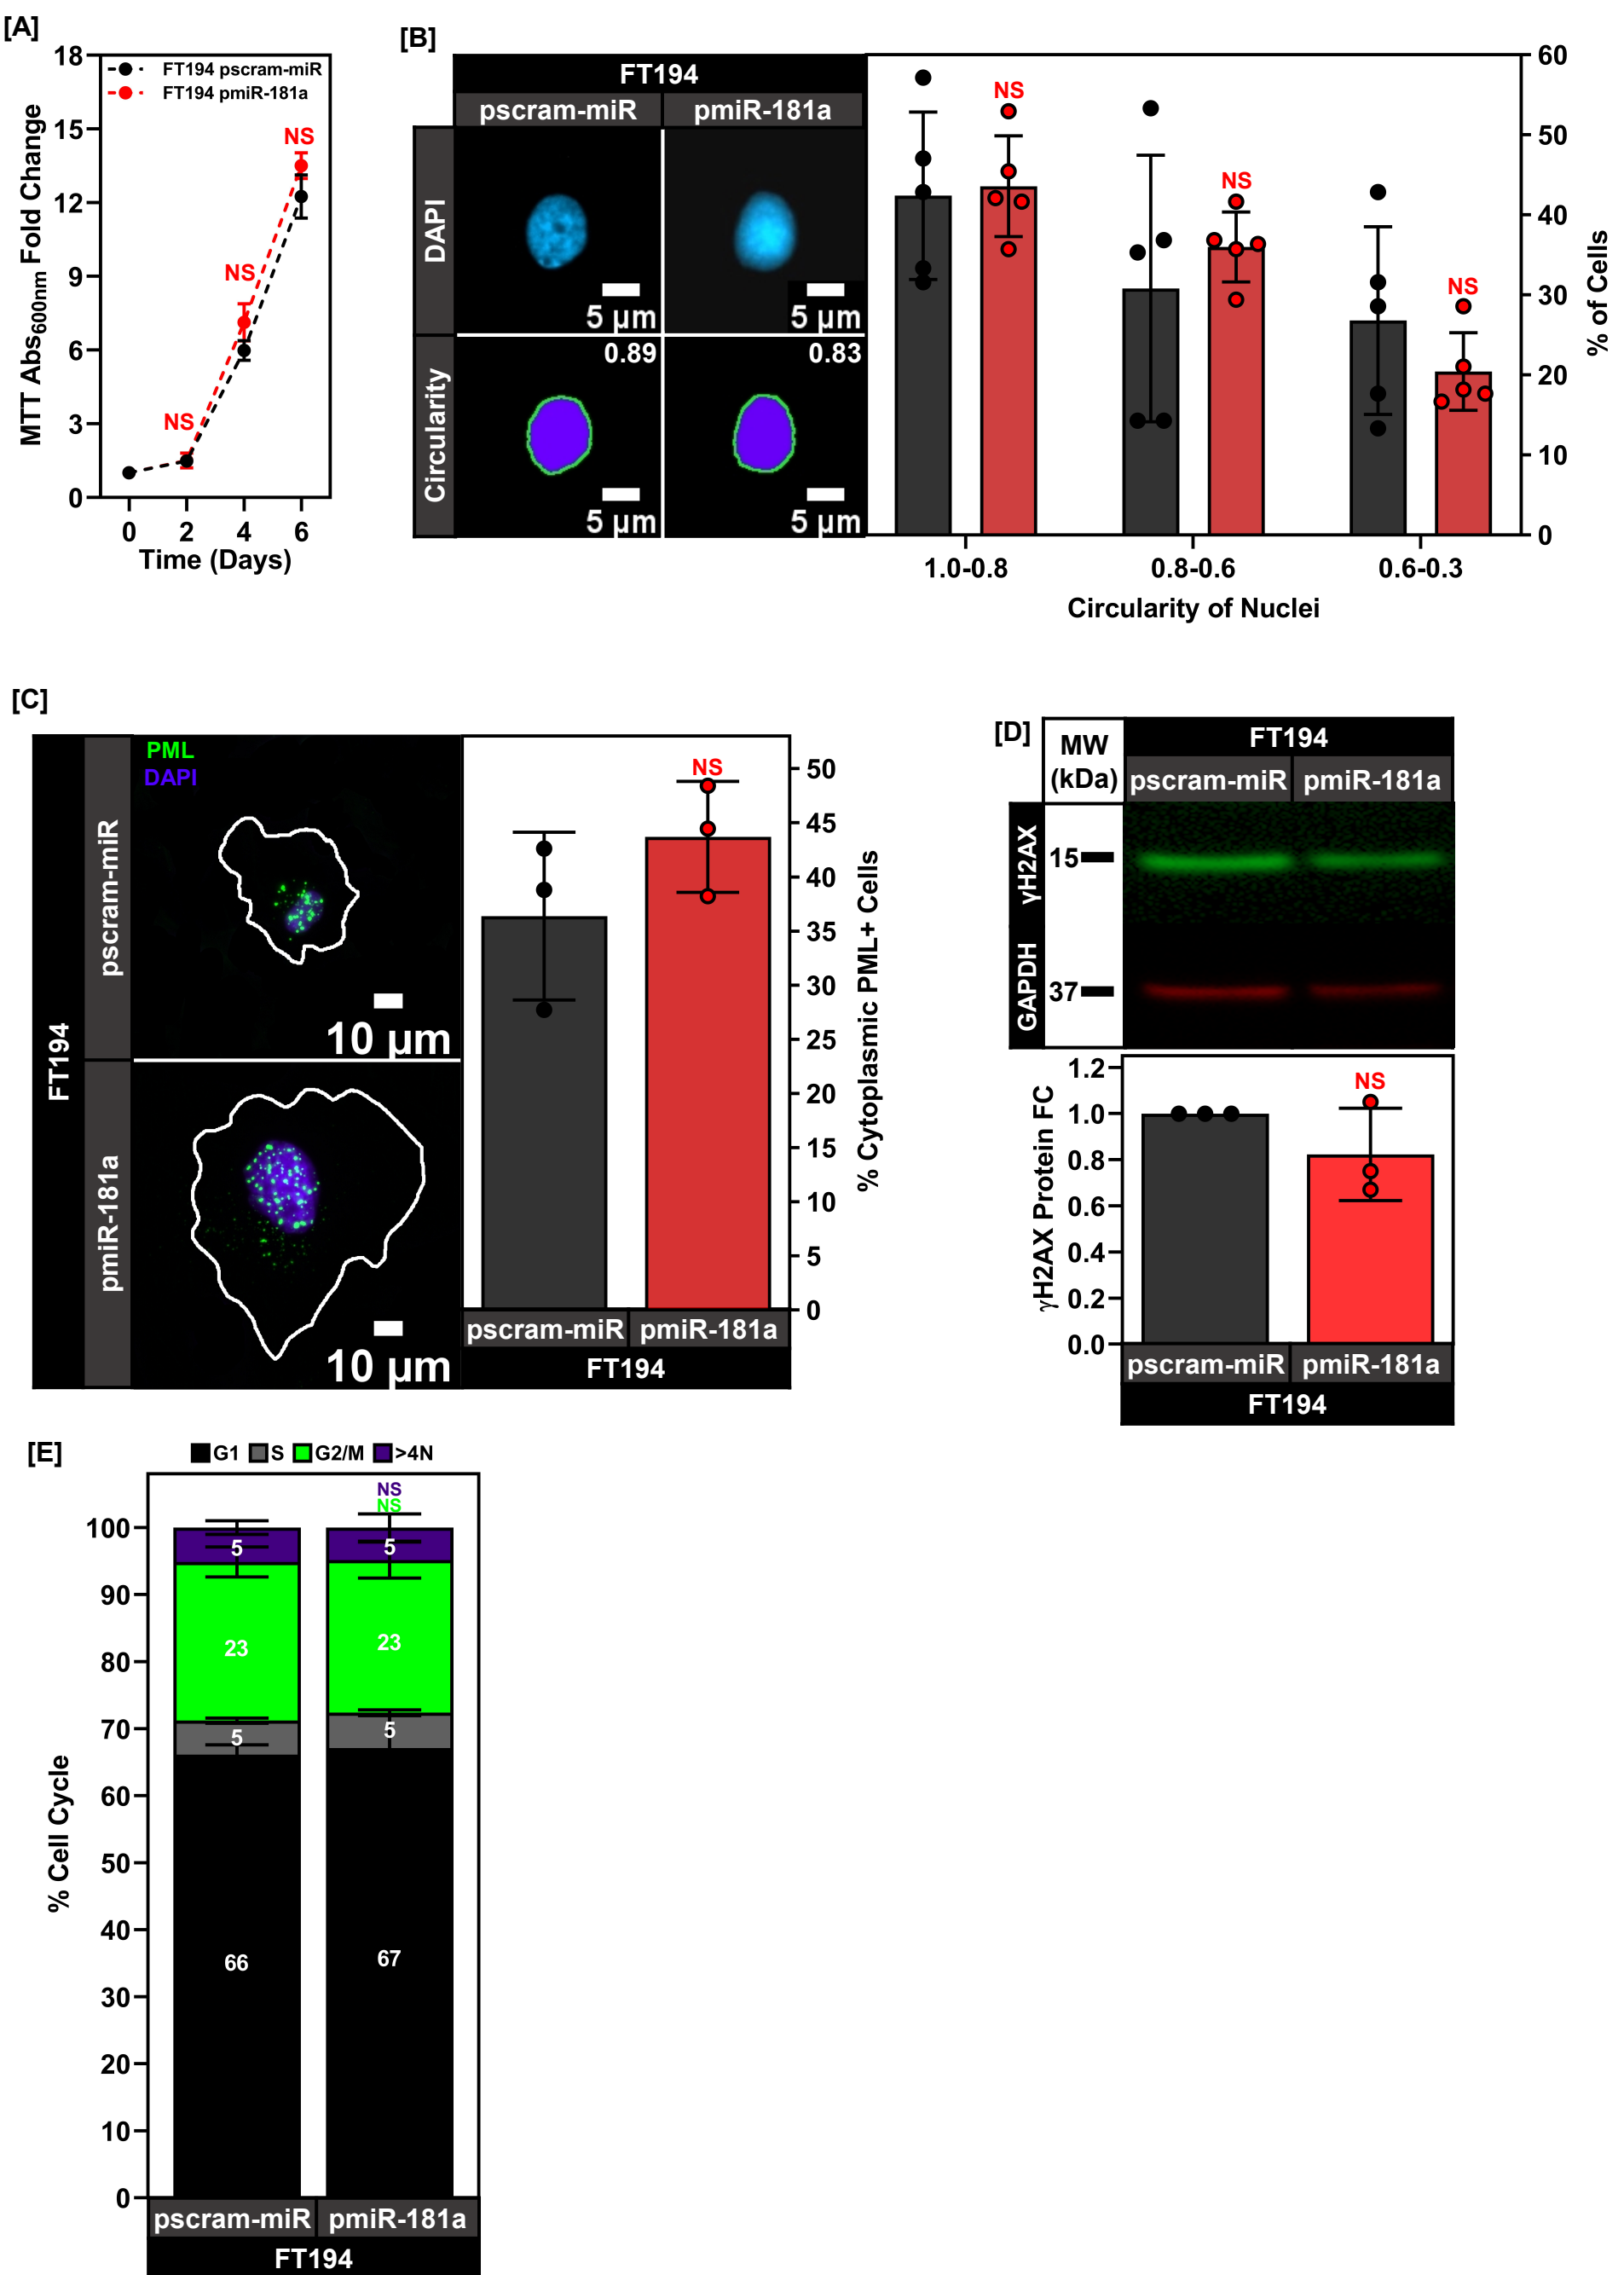 [A]
18
15
12
9
6
3
0
MTT Abs600nm Fold Change
FT194 pscram-miR
FT194 pmiR-181a
NS
NS
NS
0 2 4 6
Time (Days)
[B]
FT194
pscram-miR pmiR-181a
DAPI
5 µm 5 µm
Circularity
0.89 0.83
5 µm 5 µm
NS
NS
NS
60
50
40
30
20
10
0
% of Cells
1.0-0.8 0.8-0.6 0.6-0.3
Circularity of Nuclei
[C]
FT194
pscram-miR
pmiR-181a
PML
DAPI
10 µm
10 µm
NS
50
45
40
35
30
25
20
15
10
5
0
% Cytoplasmic PML+ Cells
pscram-miR pmiR-181a
FT194
[D]
MW
(kDa)
FT194
pscram-miR pmiR-181a
γH2AX
15
GAPDH
37
NS
1.2
1.0
0.8
0.6
0.4
0.2
0.0
γH2AX Protein FC
pscram-miR pmiR-181a
FT194
[E]
G1 S G2/M >4N
NS
NS
100
90
80
70
60
50
40
30
20
10
0
% Cell Cycle
5 5
23 23
5 5
66 67
pscram-miR pmiR-181a
FT194